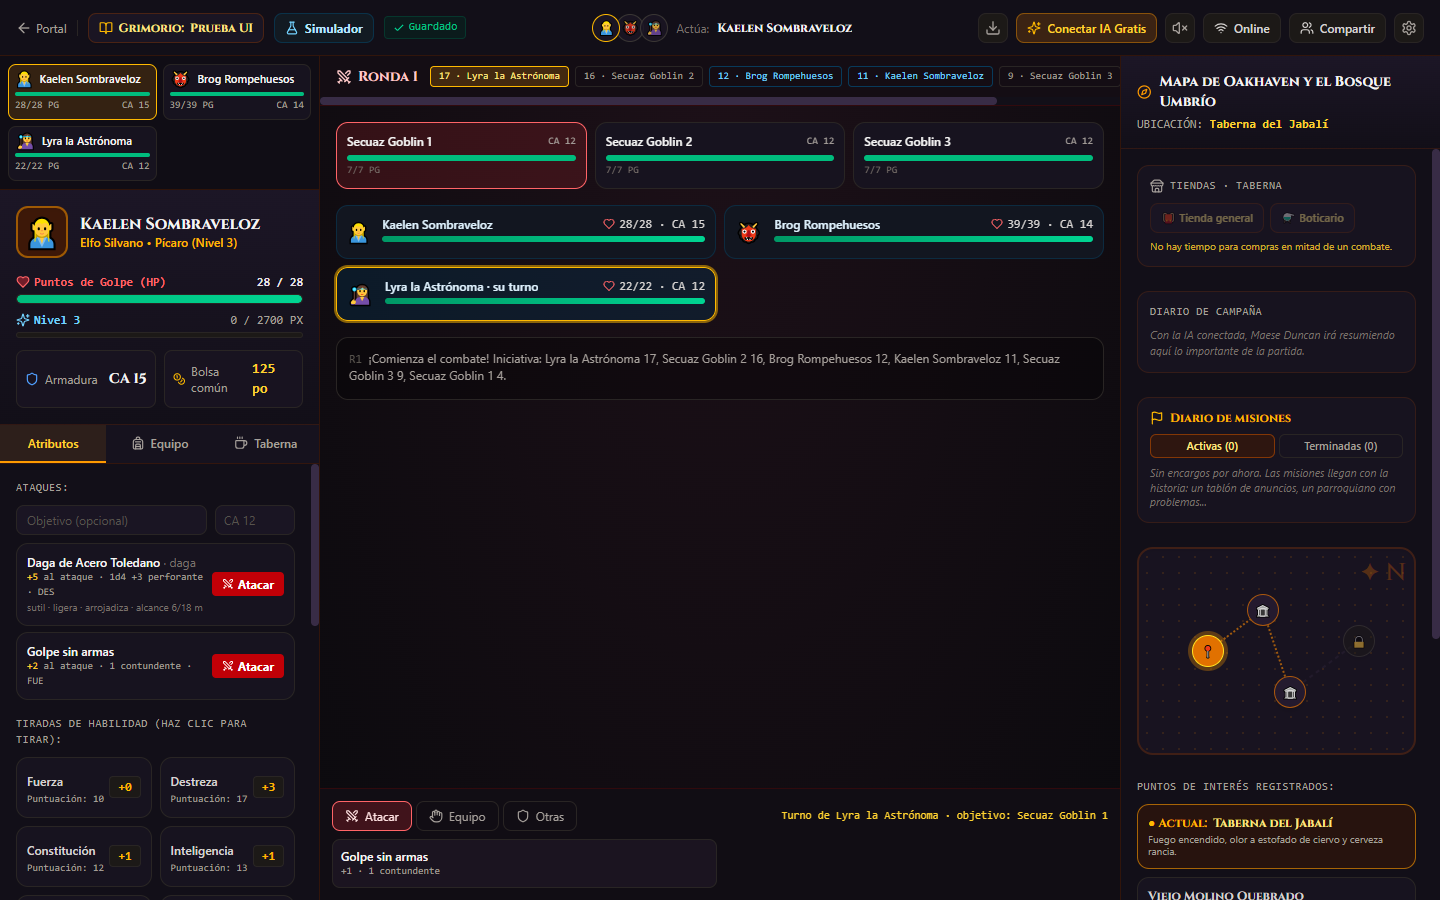 Portal
Grimorio: Prueba UI
Simulador
Guardado
Actúa: Kaelen Sombraveloz
Conectar IA Gratis
Online
Compartir
Kaelen Sombraveloz
28/28 PG CA 15
Brog Rompehuesos
39/39 PG CA 14
Lyra la Astrónoma
22/22 PG CA 12
Kaelen Sombraveloz
Elfo Silvano • Pícaro (Nivel 3)
Puntos de Golpe (HP) 28 / 28
Nivel 3 0 / 2700 PX
Armadura CA 15
Bolsa común 125 po
Atributos Equipo Taberna
ATAQUES:
Objetivo (opcional) CA 12
Daga de Acero Toledano · daga
+5 al ataque · 1d4 +3 perforante
· DES
sutil · ligera · arrojadiza · alcance 6/18 m
Atacar
Golpe sin armas
+2 al ataque · 1 contundente ·
FUE
Atacar
TIRADAS DE HABILIDAD (HAZ CLIC PARA
TIRAR):
Fuerza
Puntuación: 10
+0
Destreza
Puntuación: 17
+3
Constitución
Puntuación: 12
+1
Inteligencia
Puntuación: 13
+1
Ronda 1
17 · Lyra la Astrónoma
16 · Secuaz Goblin 2
12 · Brog Rompehuesos
11 · Kaelen Sombraveloz
9 · Secuaz Goblin 3
Secuaz Goblin 1 CA 12
7/7 PG
Secuaz Goblin 2 CA 12
7/7 PG
Secuaz Goblin 3 CA 12
7/7 PG
Kaelen Sombraveloz 28/28 · CA 15
Brog Rompehuesos 39/39 · CA 14
Lyra la Astrónoma · su turno 22/22 · CA 12
R1 ¡Comienza el combate! Iniciativa: Lyra la Astrónoma 17, Secuaz Goblin 2 16, Brog Rompehuesos 12, Kaelen Sombraveloz 11, Secuaz
Goblin 3 9, Secuaz Goblin 1 4.
Atacar Equipo Otras
Turno de Lyra la Astrónoma · objetivo: Secuaz Goblin 1
Golpe sin armas
+1 · 1 contundente
Mapa de Oakhaven y el Bosque
Umbrío
UBICACIÓN: Taberna del Jabalí
TIENDAS · TABERNA
Tienda general Boticario
No hay tiempo para compras en mitad de un combate.
DIARIO DE CAMPAÑA
Con la IA conectada, Maese Duncan irá resumiendo
aquí lo importante de la partida.
Diario de misiones
Activas (0) Terminadas (0)
Sin encargos por ahora. Las misiones llegan con la
historia: un tablón de anuncios, un parroquiano con
problemas...
N
PUNTOS DE INTERÉS REGISTRADOS:
● Actual: Taberna del Jabalí
Fuego encendido, olor a estofado de ciervo y cerveza
rancia.
Viejo Molino Quebrado